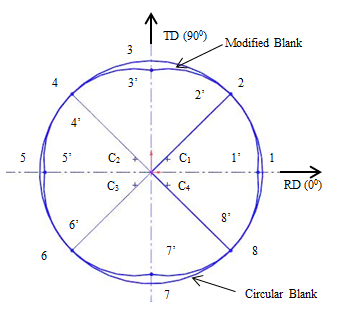 TD (90⁰)
3
Modified Blank
4
3’
2
2’
4’
5
5’
C₂
C₁
1’
1
C₃
C₄
RD (0⁰)
6’
8’
6
7’
8
7
Circular Blank